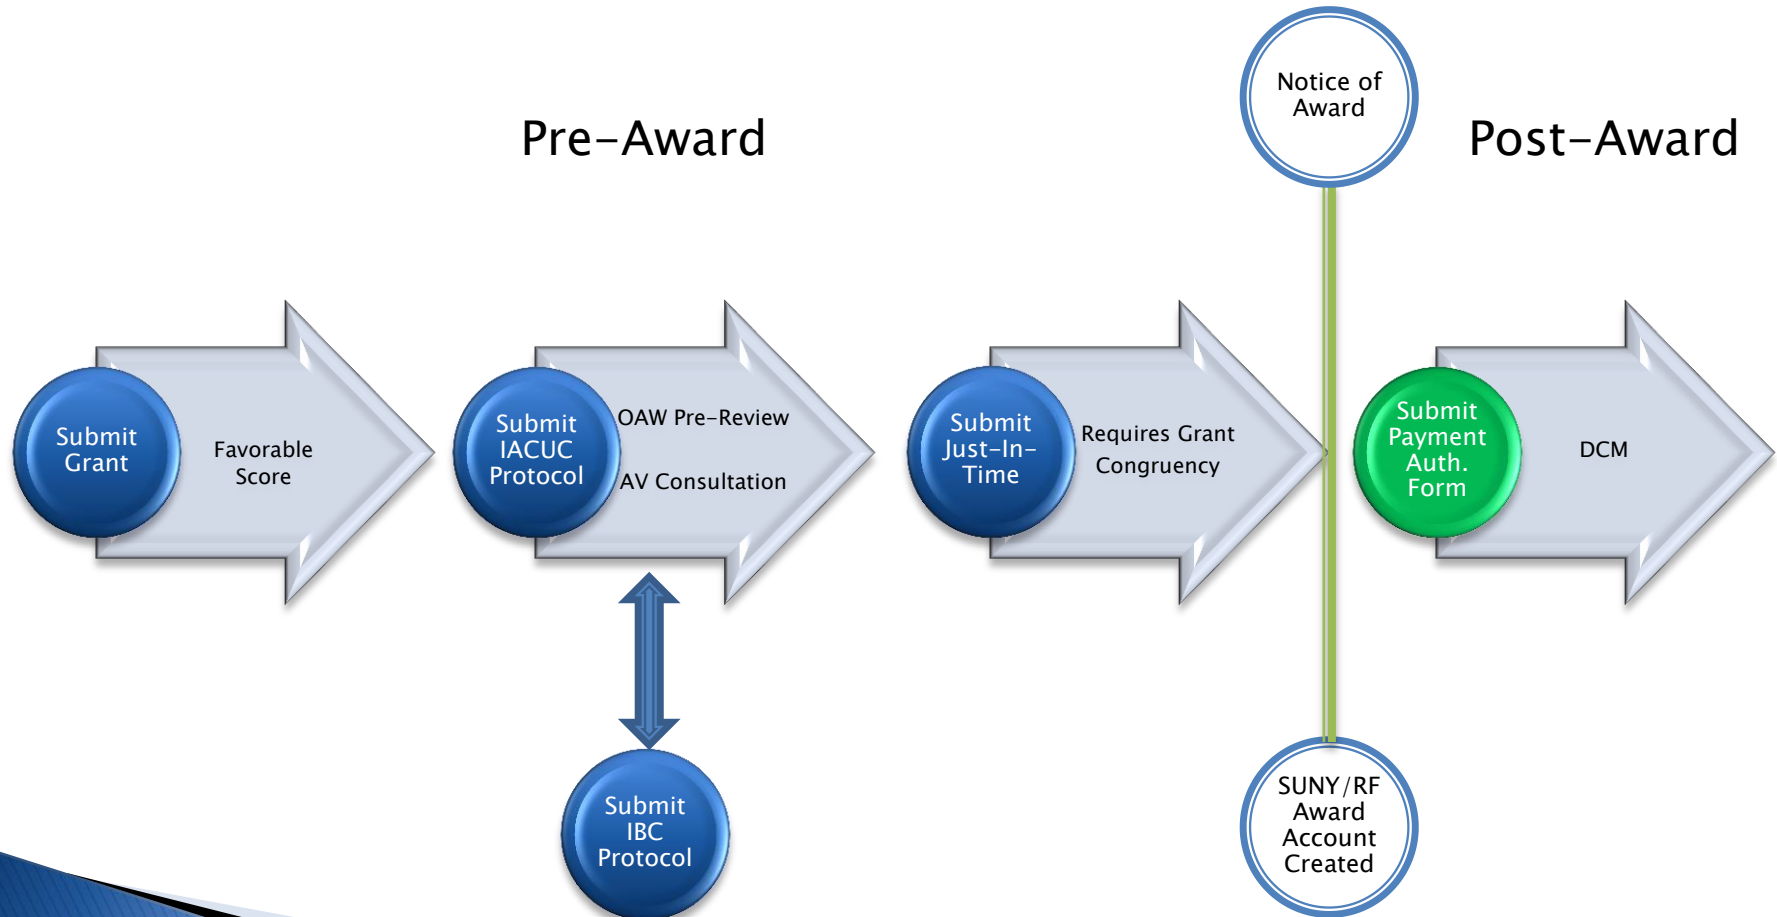 Pre-Award
Notice of
Award
Post-Award
Submit
Grant
Favorable
Score
Submit
IACUC
Protocol
OAW Pre-Review
AV Consultation
Submit
Just-In-
Time
Requires Grant
Congruency
Submit
Payment
Auth.
Form
DCM
Submit
IBC
Protocol
SUNY/RF
Award
Account
Created